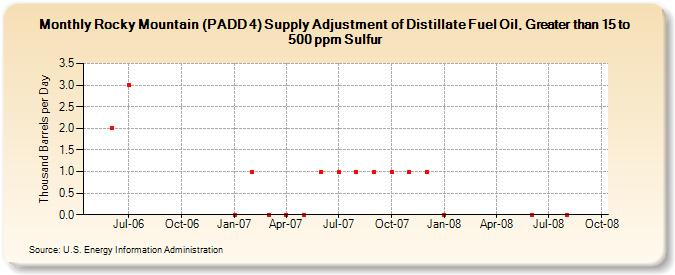 Monthly Rocky Mountain (PADD 4) Supply Adjustment of Distillate Fuel Oil, Greater than 15 to
500 ppm Sulfur
Thousand Barrels per Day
3.5
3.0
2.5
2.0
1.5
1.0
0.5
0.0
Jul-06 Oct-06 Jan-07 Apr-07 Jul-07 Oct-07 Jan-08 Apr-08 Jul-08 Oct-08
Source: U.S. Energy Information Administration